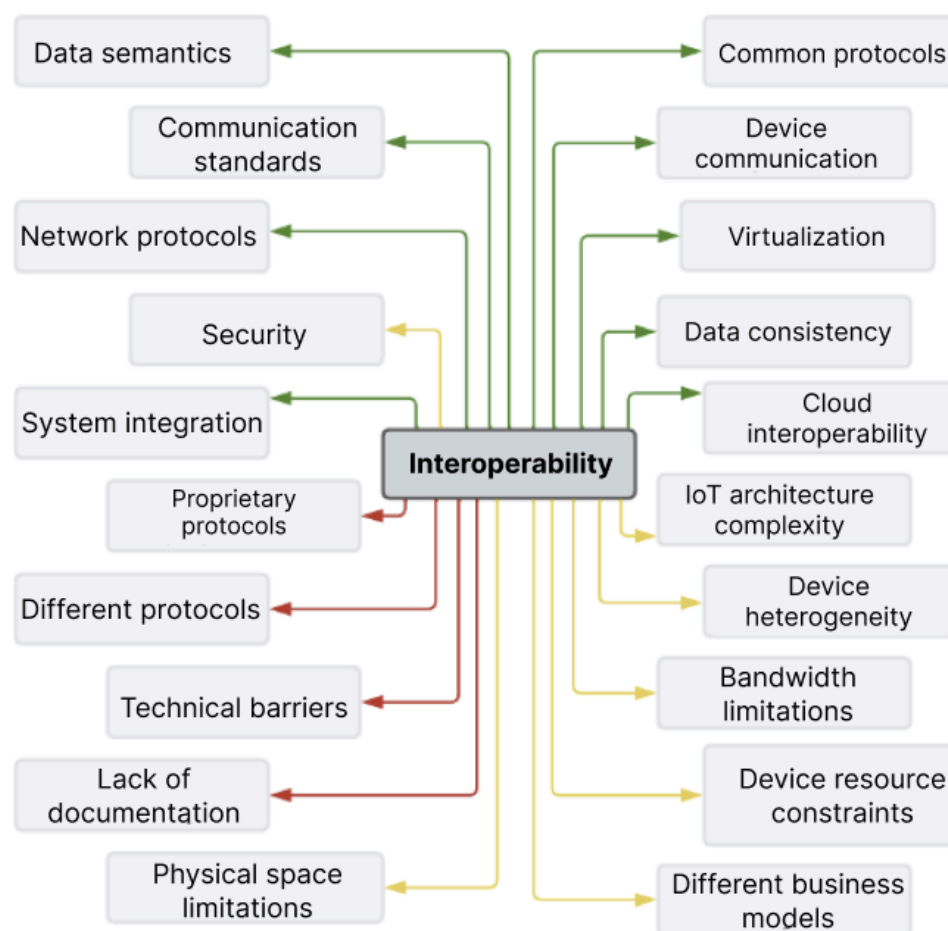 Data semantics
Common protocols
Communication
standards
Device
communication
Network protocols
Virtualization
Security
Data consistency
System integration
Cloud
interoperability
Interoperability
Proprietary
protocols
IoT architecture
complexity
Different protocols
Device
heterogeneity
Technical barriers
Bandwidth
limitations
Lack of
documentation
Device resource
constraints
Physical space
limitations
Different business
models